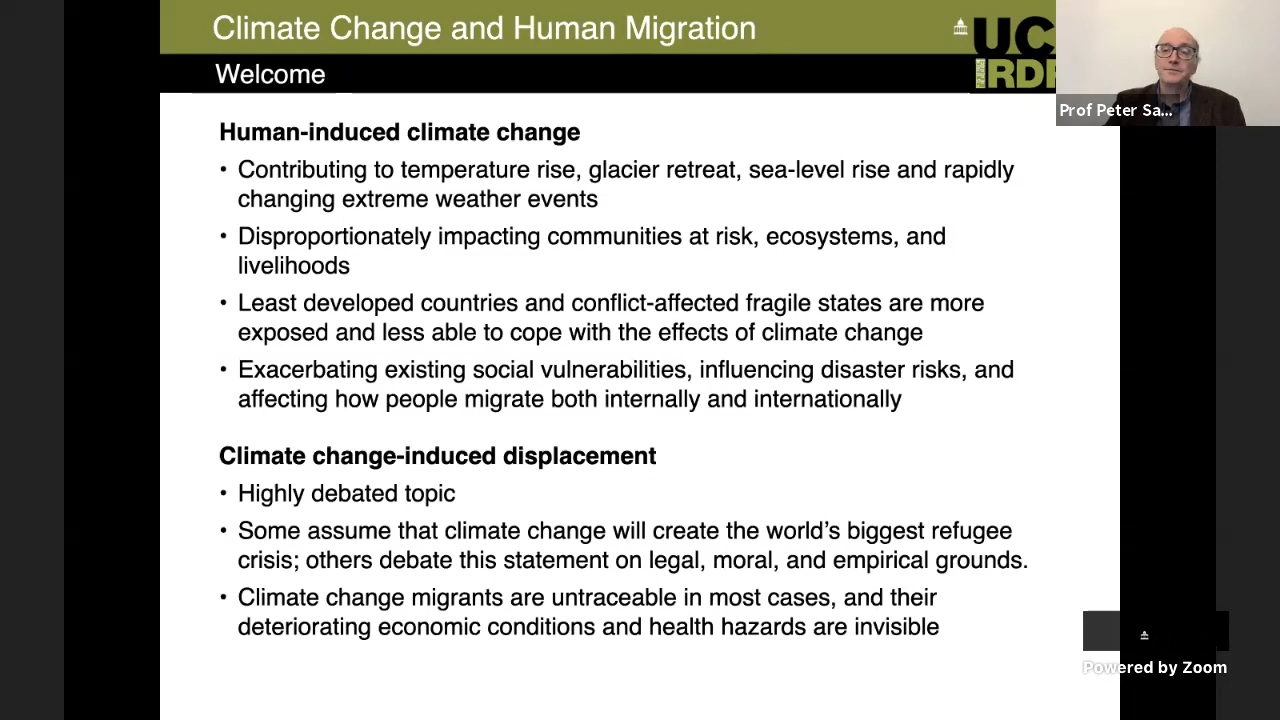 Climate Change and Human Migration
Welcome
UC
IRDR
Prof Peter Sa...
Human-induced climate change
• Contributing to temperature rise, glacier retreat, sea-level rise and rapidly
changing extreme weather events
• Disproportionately impacting communities at risk, ecosystems, and
livelihoods
• Least developed countries and conflict-affected fragile states are more
exposed and less able to cope with the effects of climate change
• Exacerbating existing social vulnerabilities, influencing disaster risks, and
affecting how people migrate both internally and internationally
Climate change-induced displacement
• Highly debated topic
• Some assume that climate change will create the world’s biggest refugee
crisis; others debate this statement on legal, moral, and empirical grounds.
• Climate change migrants are untraceable in most cases, and their
deteriorating economic conditions and health hazards are invisible
Powered by Zoom